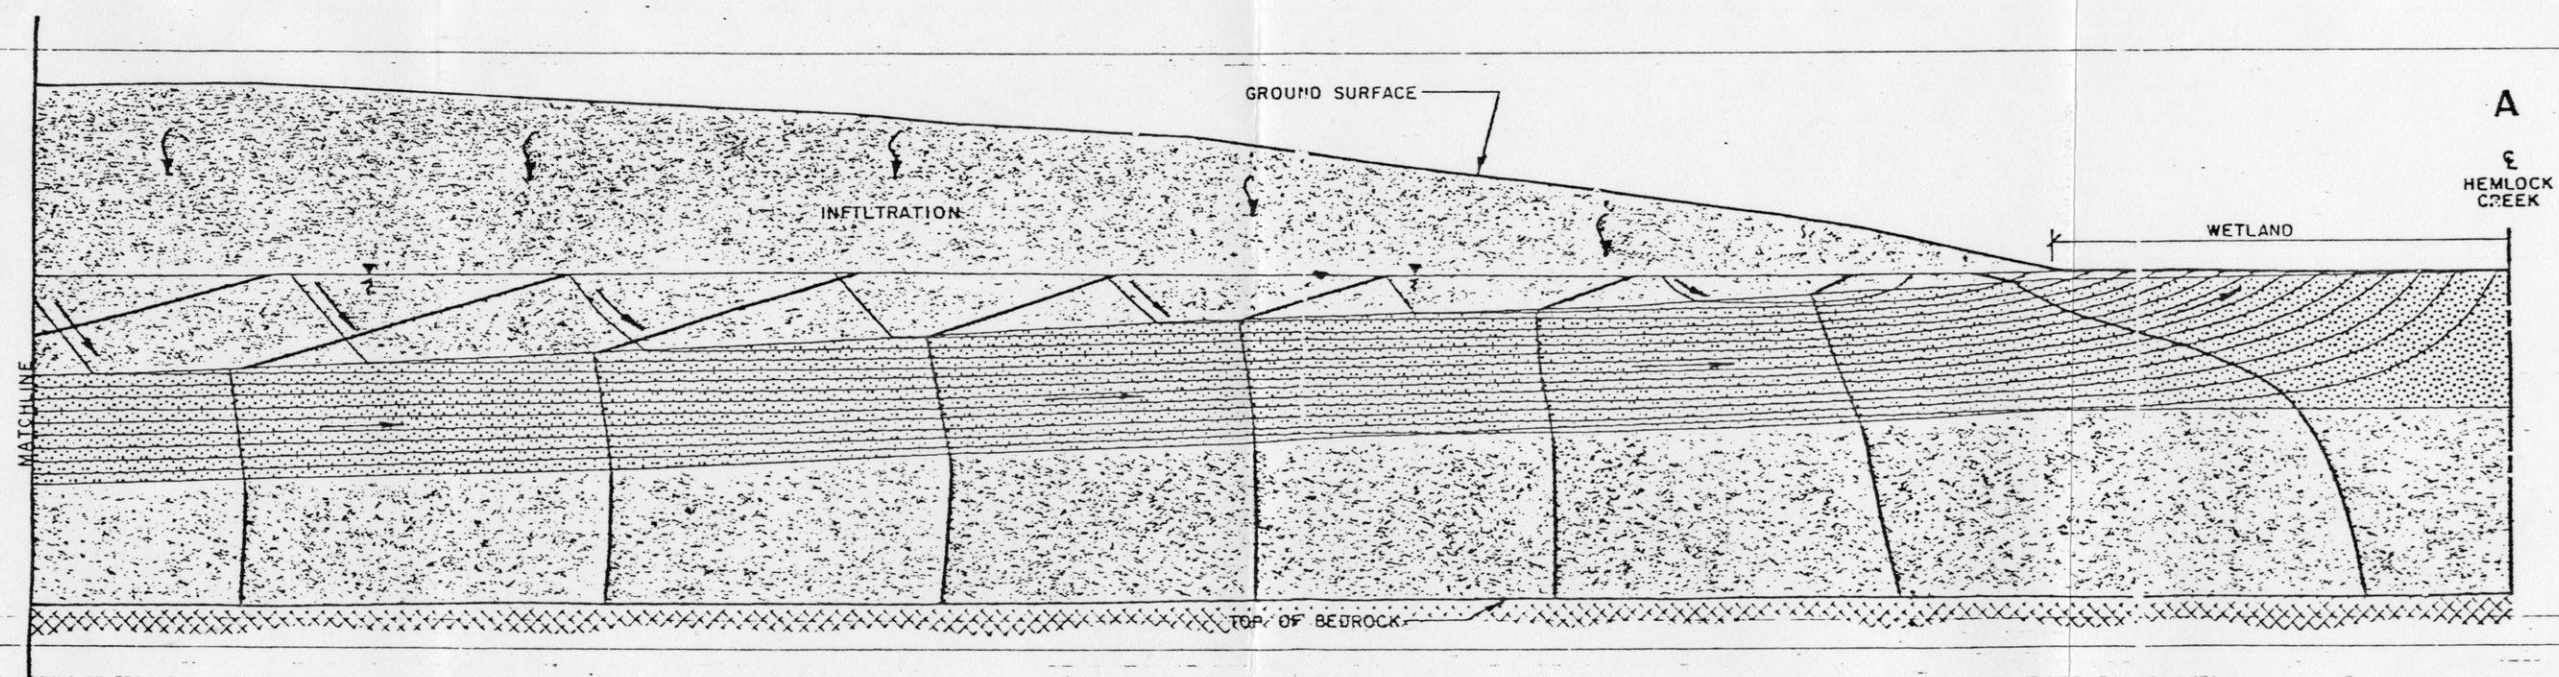 GROUND SURFACE
A
℄
HEMLOCK
CREEK
WETLAND
INFILTRATION
MATCHLINE
TOP OF BEDROCK